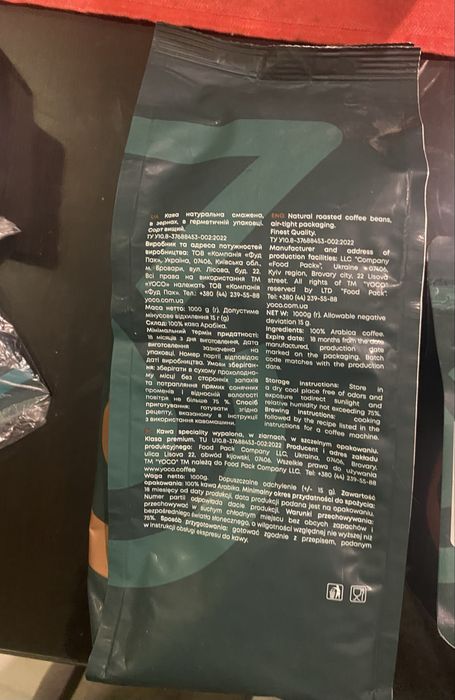 UA Кава натуральна смажена,
в зернах, в герметичній упаковці.
Сорт вищий.
ТУ У10.8-37688453-002:2022
Виробник та адреса потужностей
виробництва: ТОВ «Компанія «Фуд
Пак», Україна, 07406, Київська обл.,
м. Бровари, вул. Лісова, буд. 22.
Всі права на використання ТМ
«YOCO» належать ТОВ «Компанія
«Фуд Пак». Тел: +380 (44) 239-55-88
yoco.com.ua
Маса нетто: 1000 g (г). Допустиме
мінусове відхилення 15 г (g)
Склад: 100% кава Арабіка.
Мінімальний термін придатності:
18 місяців з дня виготовлення. Дата
виготовлення зазначена на
упаковці. Номер партії відповідає
даті виробництва. Умови зберіган-
ня: зберігати в сухому прохолодно-
му місці без сторонніх запахів
та потрапляння прямих сонячних
променів і відносній вологості
повітря не більше 75 %. Спосіб
приготування: готувати згідно
рецепту, вказаному в інструкції
з використання кавомашини.
ENG Natural roasted coffee beans,
air-tight packaging.
Finest Quality.
ТУ У10.8-37688453-002:2022
Manufacturer and address of
production facilities: LLC "Company
«Food Pack», Ukraine, 07406,
Kyiv region, Brovary city, 22 Lisova
street. All rights of TM "YOCO"
reserved by LTD "Food Pack".
Tel: +380 (44) 239-55-88
yoco.com.ua
NET W: 1000g (г). Allowable negative
deviation 15 g
Ingredients: 100% Arabica coffee.
Expire date: 18 months from the date
manufactured, production date
marked on the packaging. Batch
code matches with the production
date.
Storage Instructions: Store in
a dry cool place free of odors and
exposure indirect sunlight and
relative humidity not exceeding 75%.
Brewing Instructions: cooking
followed by the recipe listed in the
instructions for a coffee machine.
PL Kawa speciality wypalona, w ziarnach, w szczelnym opakowaniu.
Klasa premium. TU U10.8-37688453-002:2022 Producent i adres zakładu
produkcyjnego: Food Pack Company LLC, Ukraina, 07406, Brovary,
ulica Lisova 22, obwód kijowski, 07406. Wszelkie prawa do używania
TM "YOCO" TM należą do Food Pack Company LLC. Tel: +380 (44) 239-55-88
www.yoco.coffee
Waga netto: 1000g. Dopuszczalne odchylenie (+/- 15 g). Zawartość
opakowania: 100% kawa Arabika Minimalny okres przydatności do spożycia:
18 miesięcy od daty produkcji, data produkcji podana jest na opakowaniu.
Numer partii odpowiada dacie produkcji. Warunki przechowywania:
przechowywać w suchym chłodnym miejscu bez obcych zapachów i
bezpośredniego światła słonecznego, o wilgotności względnej nie wyższej niż
75%. Sposób przygotowania: gotować zgodnie z przepisem, podanym
w instrukcji obsługi ekspresu do kawy.